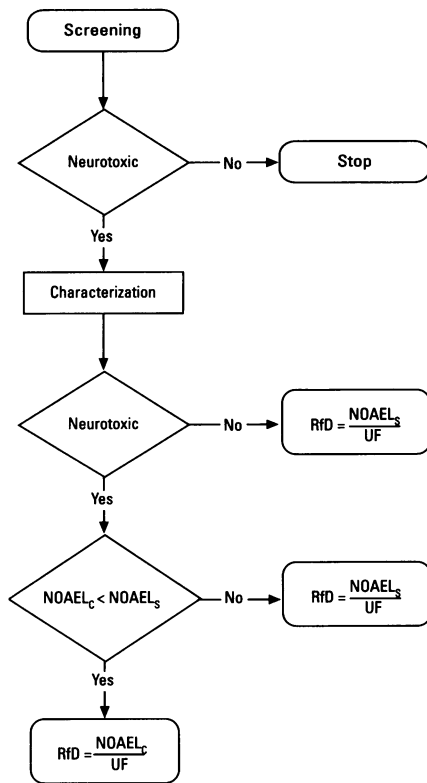 Screening
Neurotoxic
No
Stop
Yes
Characterization
Neurotoxic
No
RfD = NOAELS
UF
Yes
NOAELC < NOAELS
No
RfD = NOAELS
UF
Yes
RfD = NOAELC
UF